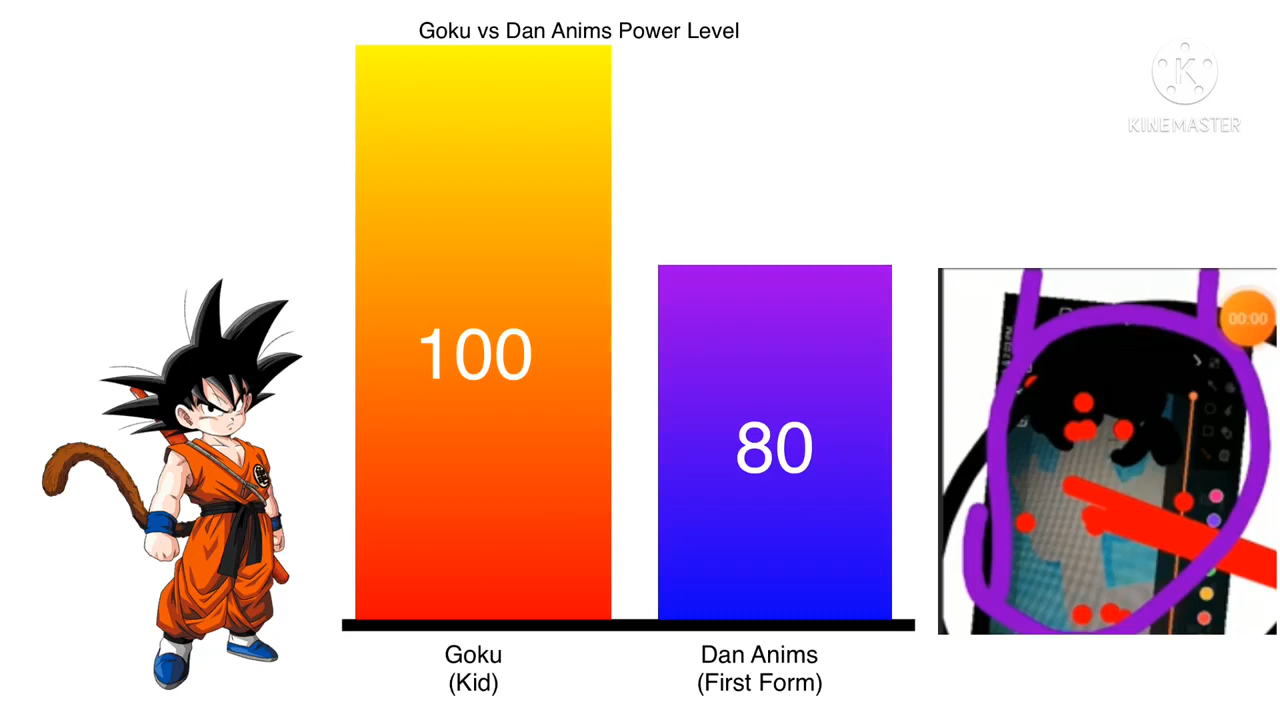 Goku vs Dan Anims Power Level
KINEMASTER
100
80
00:00
Goku
(Kid)
Dan Anims
(First Form)